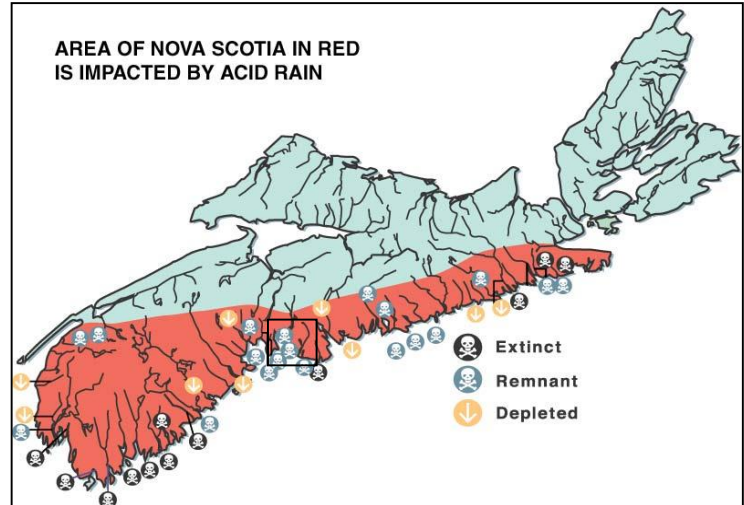 AREA OF NOVA SCOTIA IN RED
IS IMPACTED BY ACID RAIN
Extinct
Remnant
Depleted